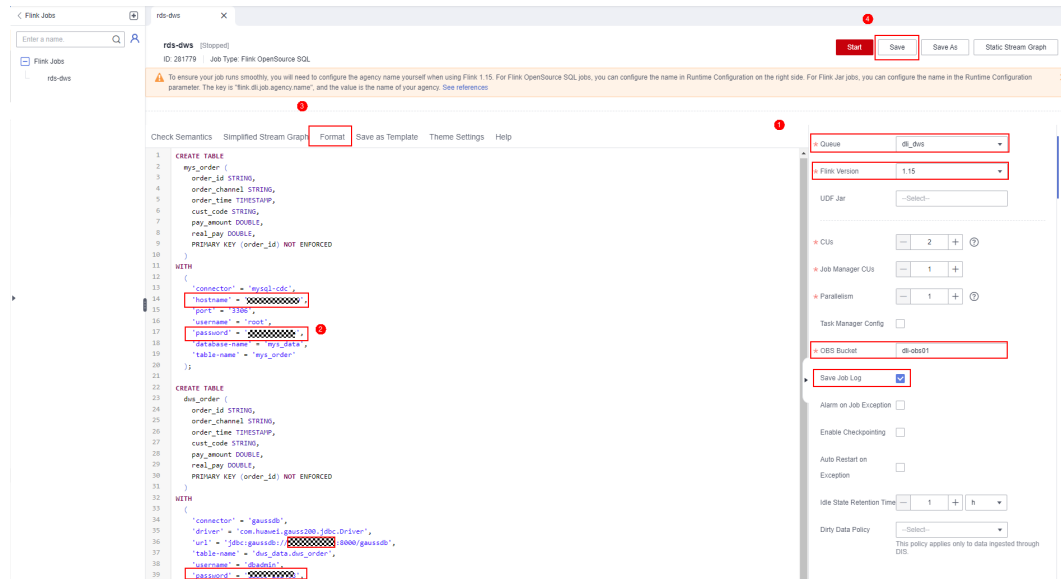 Flink Jobs
rds-dws
Enter a name.
Flink Jobs
rds-dws
rds-dws [Stopped]
ID: 281779 Job Type: Flink OpenSource SQL
4
Start Save Save As Static Stream Graph
To ensure your job runs smoothly, you will need to configure the agency name yourself when using Flink 1.15. For Flink OpenSource SQL jobs, you can configure the name in Runtime Configuration on the right side. For Flink Jar jobs, you can configure the name in the Runtime Configuration
parameter. The key is "flink.dli.job.agency.name", and the value is the name of your agency. See references
3
Check Semantics Simplified Stream Graph Format Save as Template Theme Settings Help
1 CREATE TABLE
2 mys_order (
3 order_id STRING,
4 order_channel STRING,
5 order_time TIMESTAMP,
6 cust_code STRING,
7 pay_amount DOUBLE,
8 real_pay DOUBLE,
9 PRIMARY KEY (order_id) NOT ENFORCED
10 )
11 WITH
12 (
13 'connector' = 'mysql-cdc',
14 'hostname' = '',
15 'port' = '3306',
16 'username' = 'root',
17 'password' = '',
2
18 'database-name' = 'mys_data',
19 'table-name' = 'mys_order'
20 );
21
22 CREATE TABLE
23 dws_order (
24 order_id STRING,
25 order_channel STRING,
26 order_time TIMESTAMP,
27 cust_code STRING,
28 pay_amount DOUBLE,
29 real_pay DOUBLE,
30 PRIMARY KEY (order_id) NOT ENFORCED
31 )
32 WITH
33 (
34 'connector' = 'gaussdb',
35 'driver' = 'com.huawei.gauss200.jdbc.Driver',
36 'url' = 'jdbc:gaussdb://:8000/gaussdb',
37 'table-name' = 'dws_data.dws_order',
38 'username' = 'dbadmin',
39 'password' = '',
1
* Queue dli_dws
* Flink Version 1.15
UDF Jar --Select--
* CUs 2
* Job Manager CUs 1
* Parallelism 1
Task Manager Config
* OBS Bucket dli-obs01
Save Job Log
Alarm on Job Exception
Enable Checkpointing
Auto Restart on
Exception
Idle State Retention Time 1 h
Dirty Data Policy --Select--
This policy applies only to data ingested through
DIS.